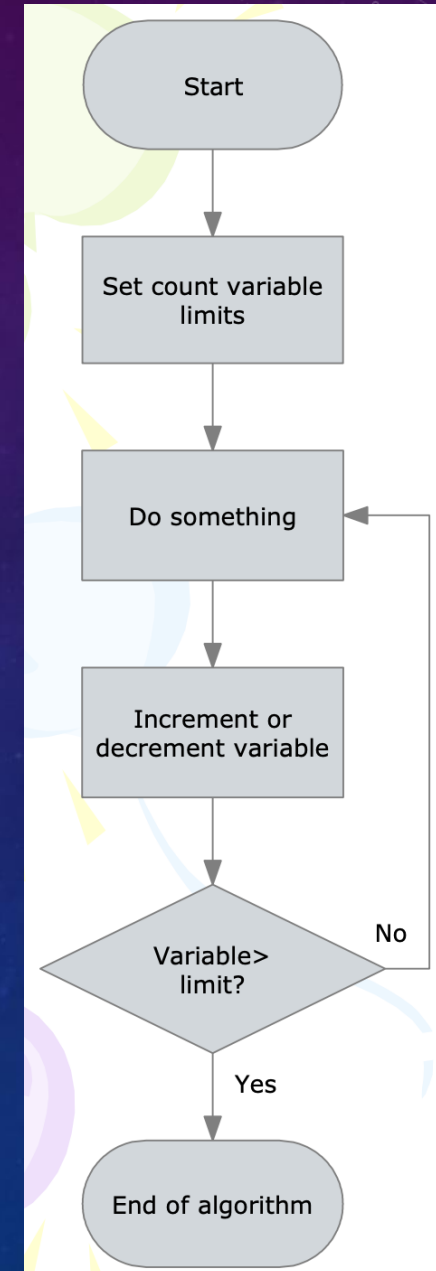 Start
Set count variable
limits
Do something
Increment or
decrement variable
Variable>
limit?
No
Yes
End of algorithm